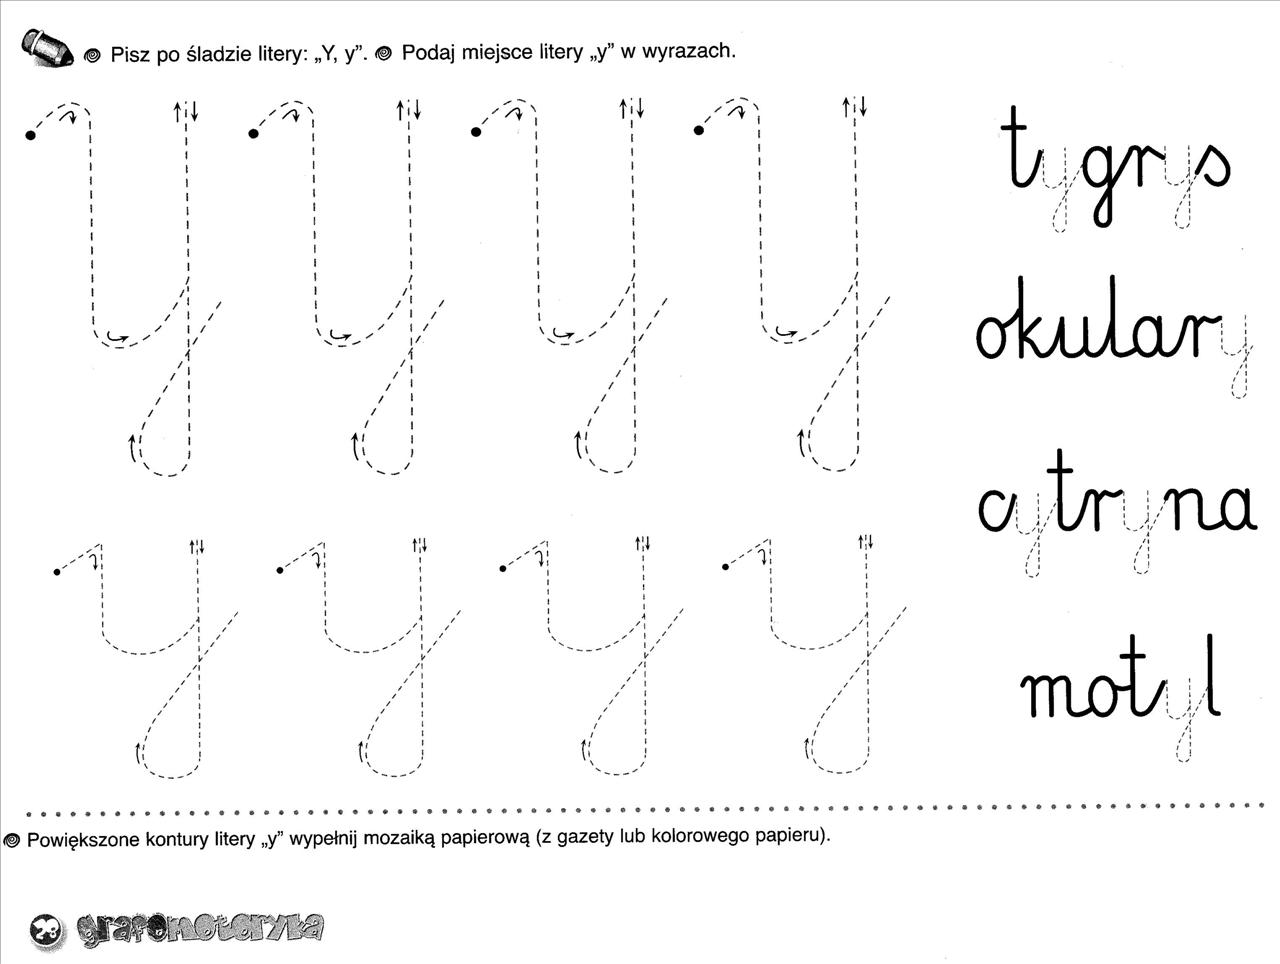 Pisz po śladzie litery: „Y, y”. Podaj miejsce litery „y” w wyrazach.
Y Y Y Y
y y y y
tygrys
okulary
cytryna
motyl
Powiększone kontury litery „y” wypełnij mozaiką papierową (z gazety lub kolorowego papieru).
28 grafomotoryka